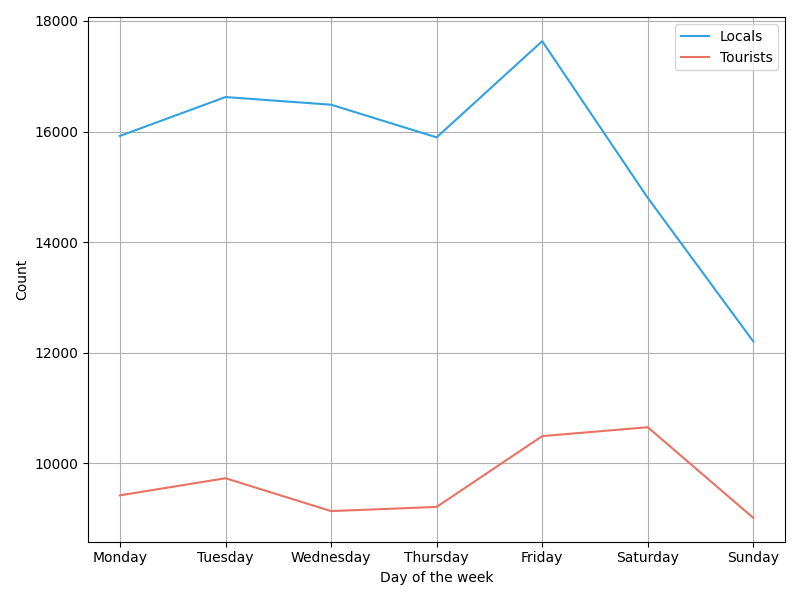 18000
16000
14000
12000
10000
Count
Locals
Tourists
Monday Tuesday Wednesday Thursday Friday Saturday Sunday
Day of the week